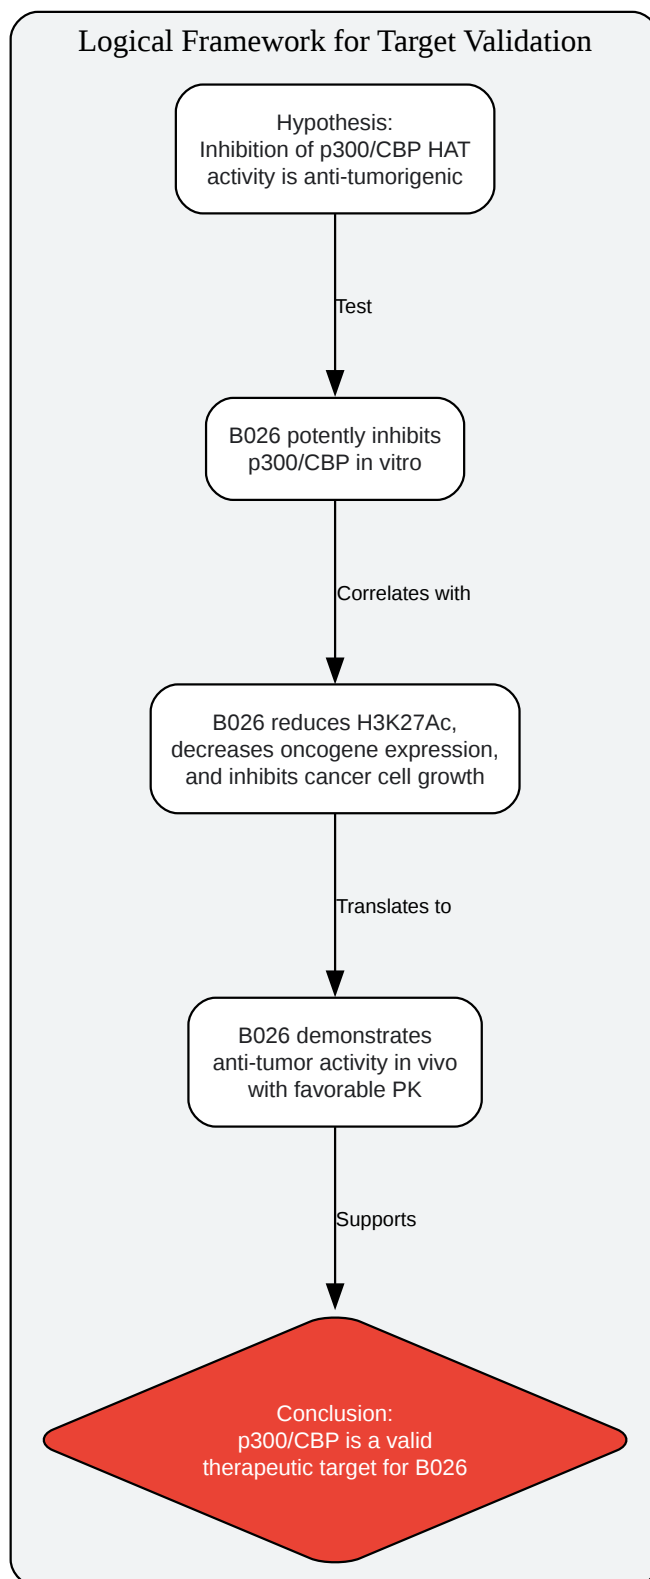 Logical Framework for Target Validation
Hypothesis:
Inhibition of p300/CBP HAT
activity is anti-tumorigenic
Test
B026 potently inhibits
p300/CBP in vitro
Correlates with
B026 reduces H3K27Ac,
decreases oncogene expression,
and inhibits cancer cell growth
Translates to
B026 demonstrates
anti-tumor activity in vivo
with favorable PK
Supports
Conclusion:
p300/CBP is a valid
therapeutic target for B026